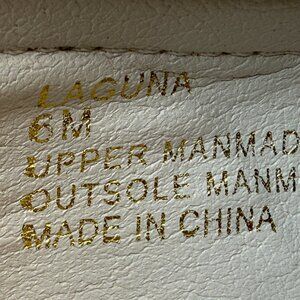 LAGUNA
6M
UPPER MANMAD
OUTSOLE MANM
MADE IN CHINA